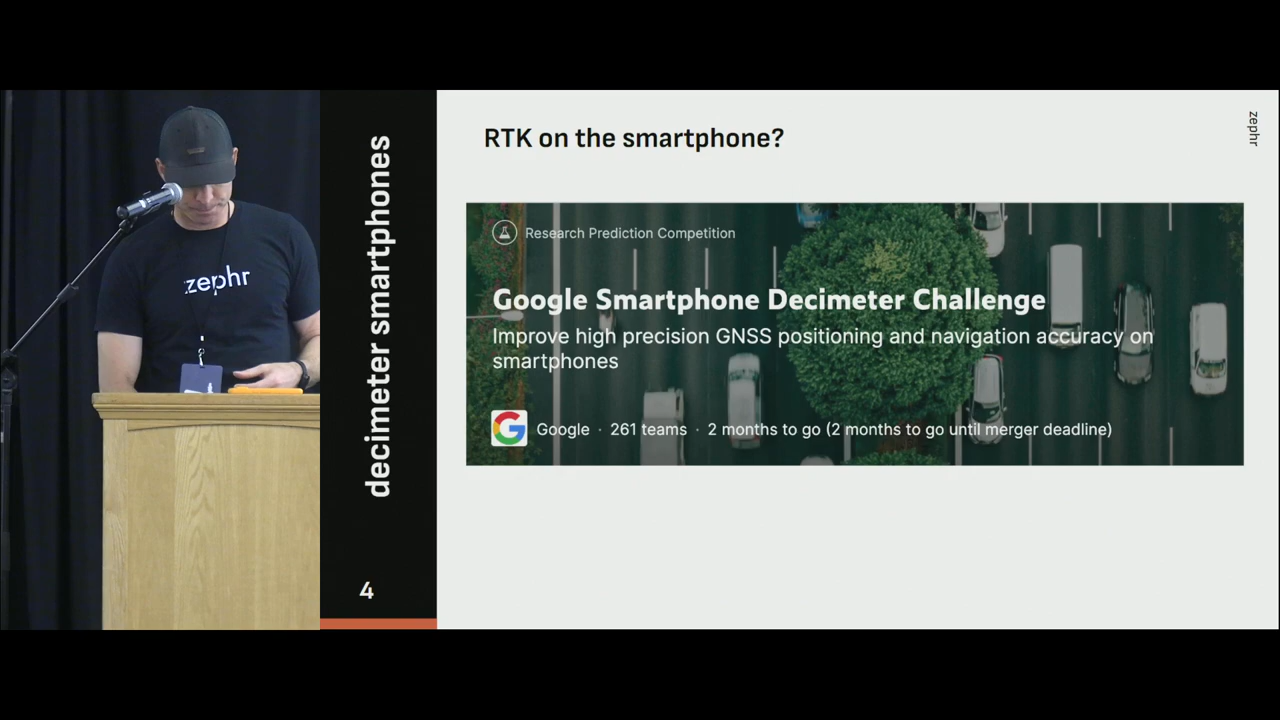 zephr
decimeter smartphones
4
RTK on the smartphone?
zephr
Research Prediction Competition
Google Smartphone Decimeter Challenge
Improve high precision GNSS positioning and navigation accuracy on
smartphones
G
Google · 261 teams · 2 months to go (2 months to go until merger deadline)